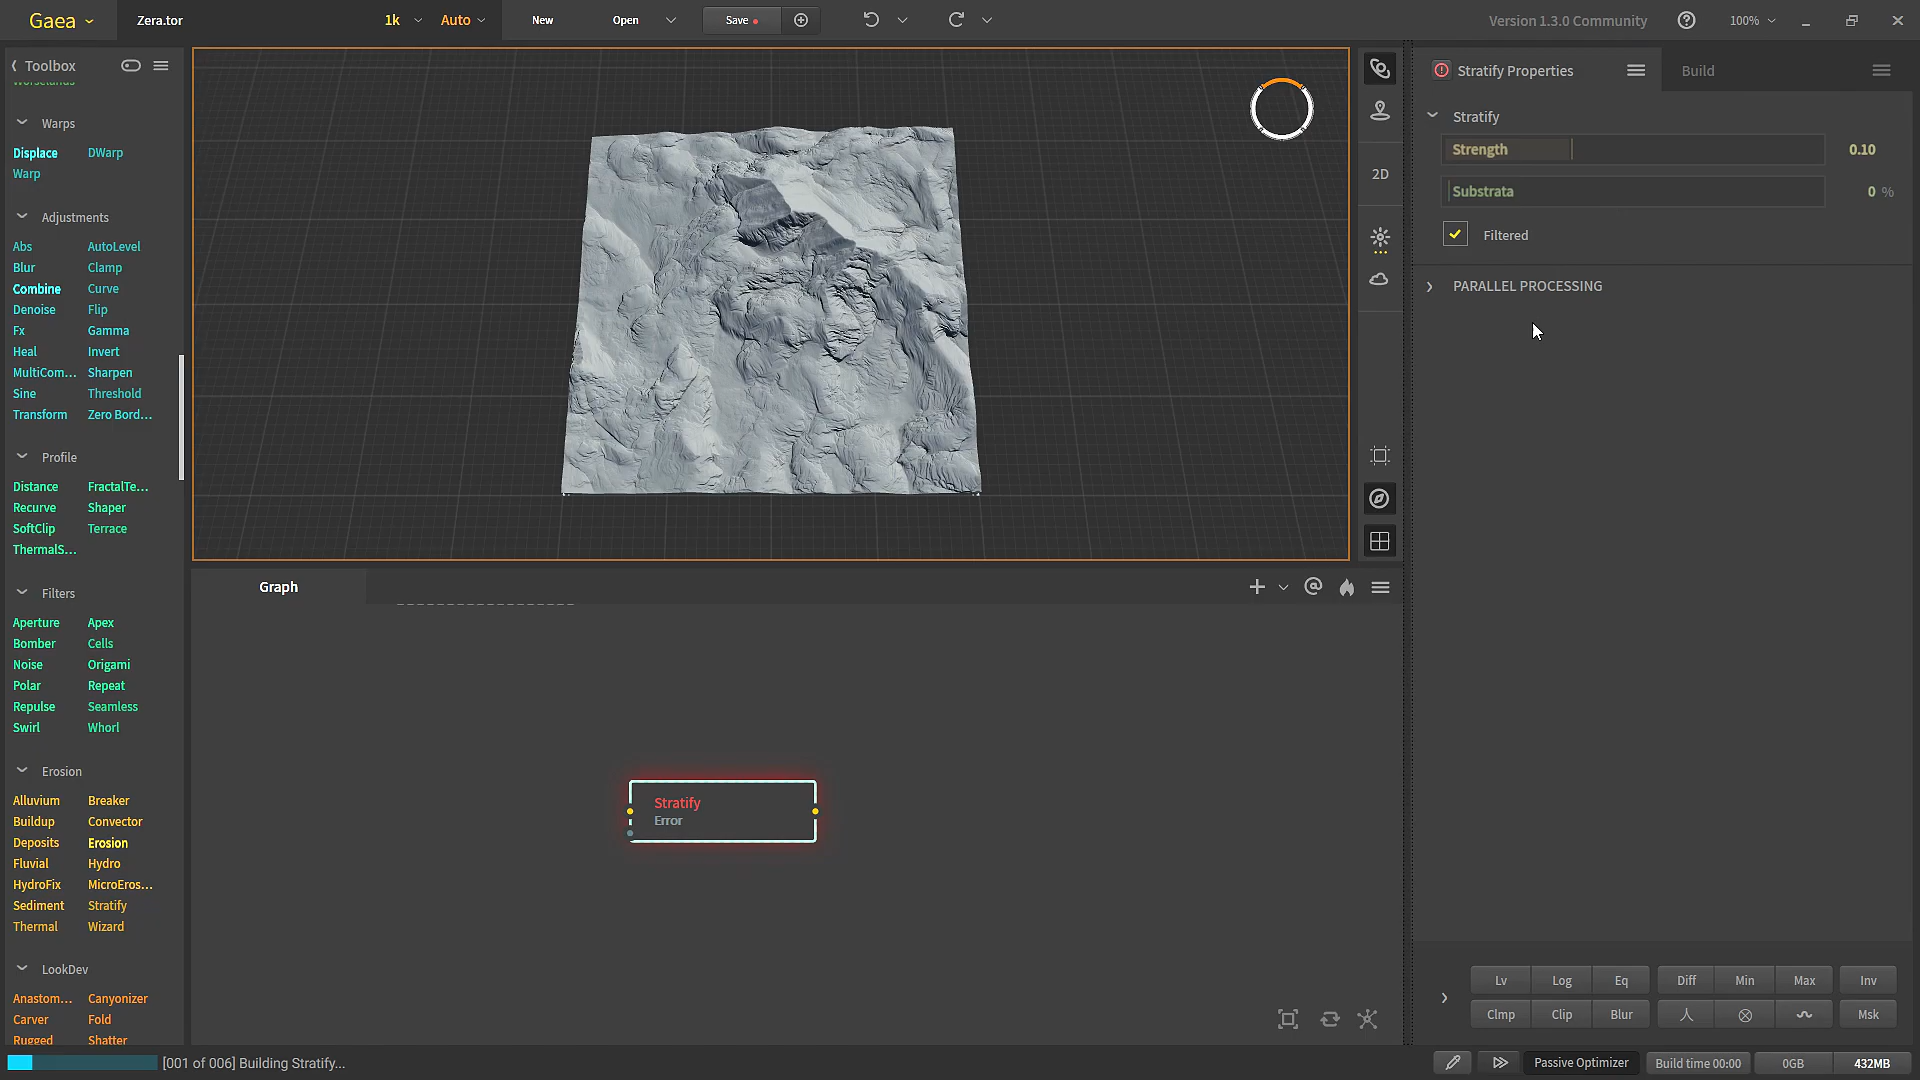 Gaea
Zera.tor
1k
Auto
New
Open
Save
Version 1.3.0 Community
100%
Toolbox
Worselands
Warps
Displace
DWarp
Warp
Adjustments
Abs
AutoLevel
Blur
Clamp
Combine
Curve
Denoise
Flip
Fx
Gamma
Heal
Invert
MultiCom...
Sharpen
Sine
Threshold
Transform
Zero Bord...
Profile
Distance
FractalTe...
Recurve
Shaper
SoftClip
Terrace
ThermalS...
Filters
Aperture
Apex
Bomber
Cells
Noise
Origami
Polar
Repeat
Repulse
Seamless
Swirl
Whorl
Erosion
Alluvium
Breaker
Buildup
Convector
Deposits
Erosion
Fluvial
Hydro
HydroFix
MicroEros...
Sediment
Stratify
Thermal
Wizard
LookDev
Anastom...
Canyonizer
Carver
Fold
Rugged
Shatter
2D
Graph
Stratify
Error
Stratify Properties
Build
Stratify
Strength
0.10
Substrata
0 %
Filtered
PARALLEL PROCESSING
Lv
Log
Eq
Diff
Min
Max
Inv
Clmp
Clip
Blur
Msk
[001 of 006] Building Stratify...
Passive Optimizer
Build time 00:00
0GB
432MB